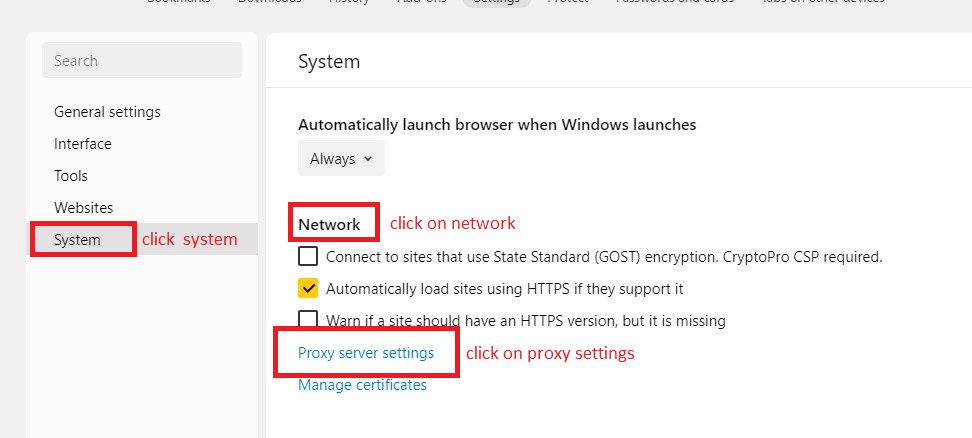 Bookmarks Downloads History Add-ons Settings Protect Passwords and cards Tabs on other devices
Search
General settings
Interface
Tools
Websites
System click system
System
Automatically launch browser when Windows launches
Always
Network click on network
Connect to sites that use State Standard (GOST) encryption. CryptoPro CSP required.
Automatically load sites using HTTPS if they support it
Warn if a site should have an HTTPS version, but it is missing
Proxy server settings click on proxy settings
Manage certificates